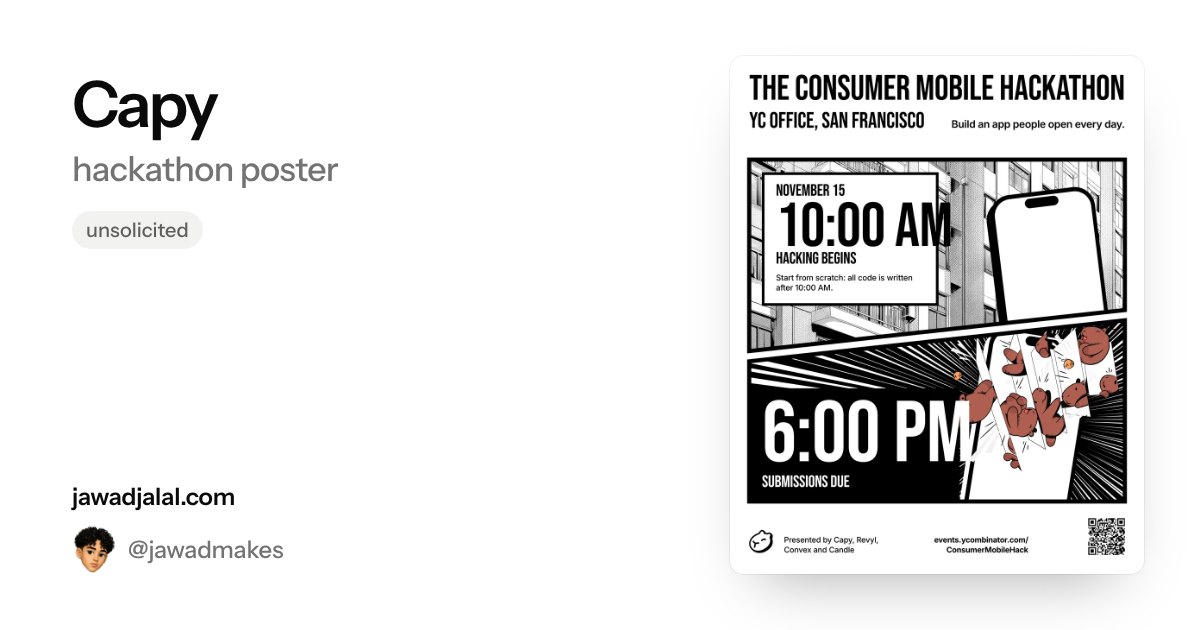 Capy
hackathon poster
unsolicited
jawadjalal.com
@jawadmakes
THE CONSUMER MOBILE HACKATHON
YC OFFICE, SAN FRANCISCO
Build an app people open every day.
NOVEMBER 15
10:00 AM
HACKING BEGINS
Start from scratch: all code is written
after 10:00 AM.
6:00 PM
SUBMISSIONS DUE
Presented by Capy, Revyl,
Convex and Candle
events.ycombinator.com/
ConsumerMobileHack